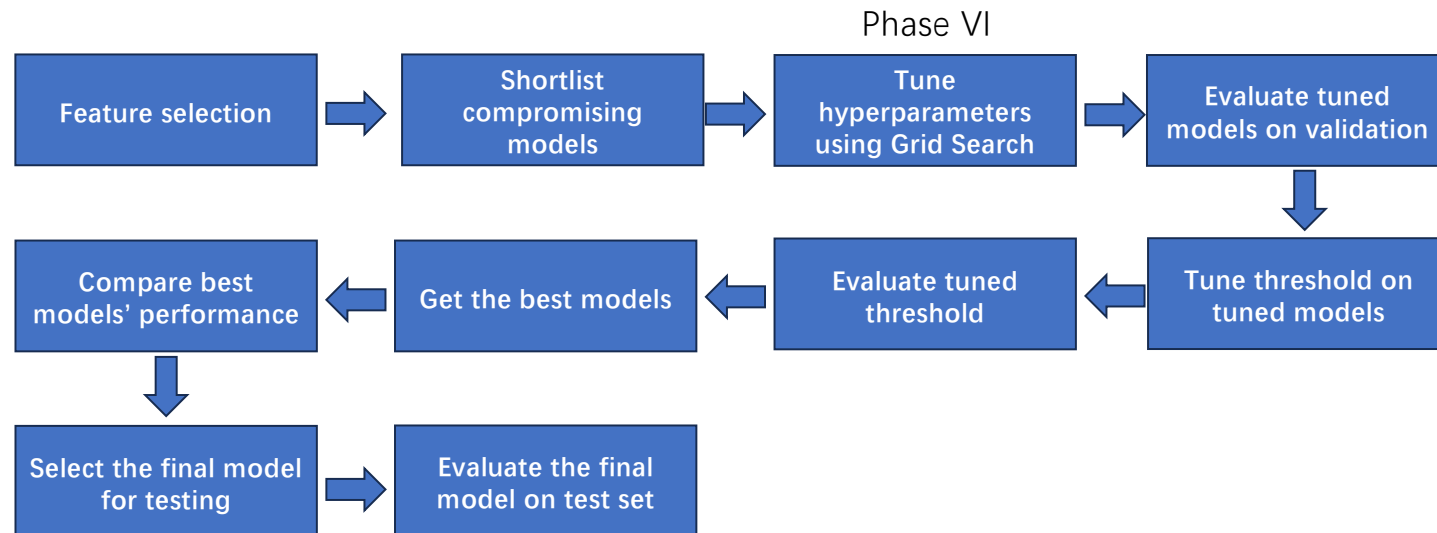 Phase VI
Feature selection
Shortlist
compromising
models
Tune
hyperparameters
using Grid Search
Evaluate tuned
models on validation
Tune threshold on
tuned models
Evaluate tuned
threshold
Get the best models
Compare best
models’ performance
Select the final model
for testing
Evaluate the final
model on test set